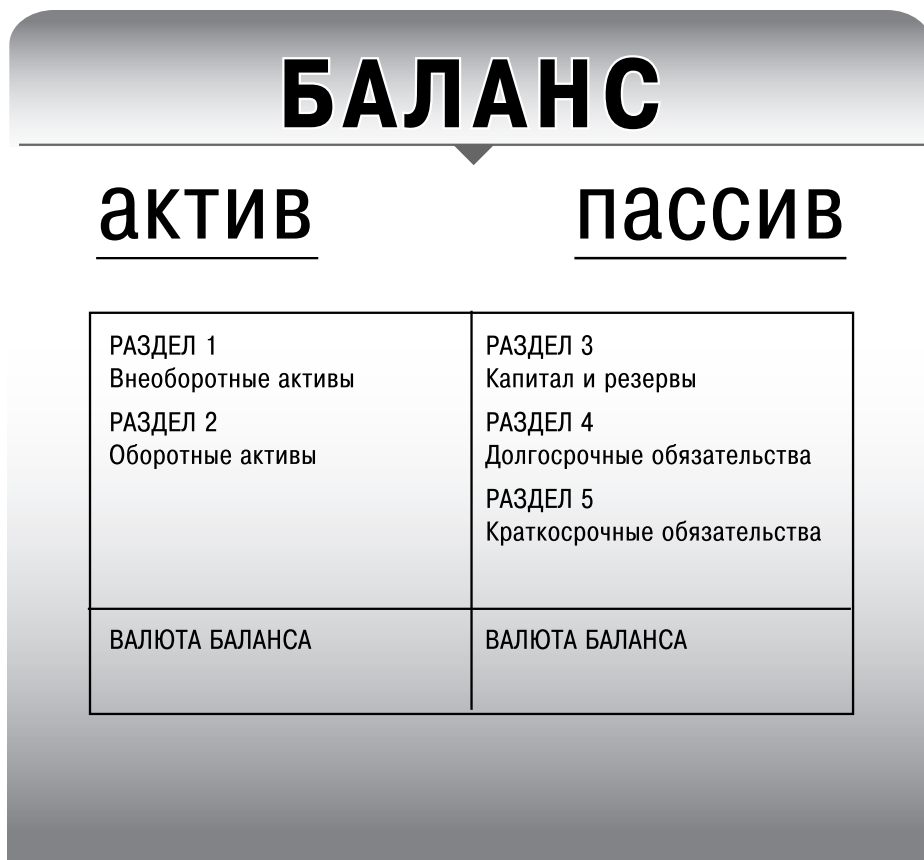 БАЛАНС
актив
пассив
РАЗДЕЛ 1
Внеоборотные активы
РАЗДЕЛ 2
Оборотные активы
РАЗДЕЛ 3
Капитал и резервы
РАЗДЕЛ 4
Долгосрочные обязательства
РАЗДЕЛ 5
Краткосрочные обязательства
ВАЛЮТА БАЛАНСА
ВАЛЮТА БАЛАНСА